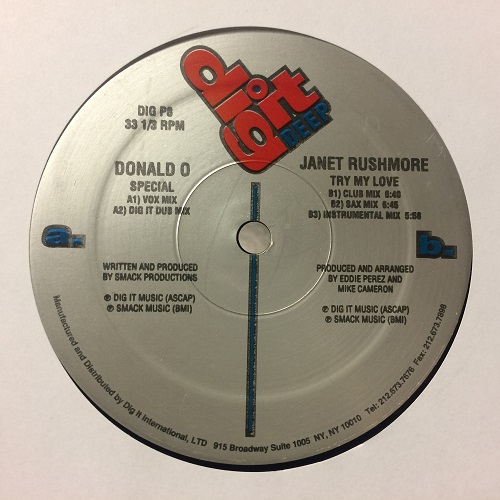 dig it
DEEP
DIG P8
33 1/3 RPM
DONALD O
SPECIAL
A1) VOX MIX
A2) DIG IT DUB MIX
JANET RUSHMORE
TRY MY LOVE
B1) CLUB MIX 6:40
B2) SAX MIX 6:45
B3) INSTRUMENTAL MIX 5:58
a.
b.
WRITTEN AND PRODUCED
BY SMACK PRODUCTIONS
℗ DIG IT MUSIC (ASCAP)
℗ SMACK MUSIC (BMI)
PRODUCED AND ARRANGED
BY EDDIE PEREZ AND
MIKE CAMERON
℗ DIG IT MUSIC (ASCAP)
℗ SMACK MUSIC (BMI)
Manufactured and Distributed by Dig It International, LTD 915 Broadway Suite 1005 NY, NY 10010 Tel: 212.673.7676 Fax: 212.673.7898